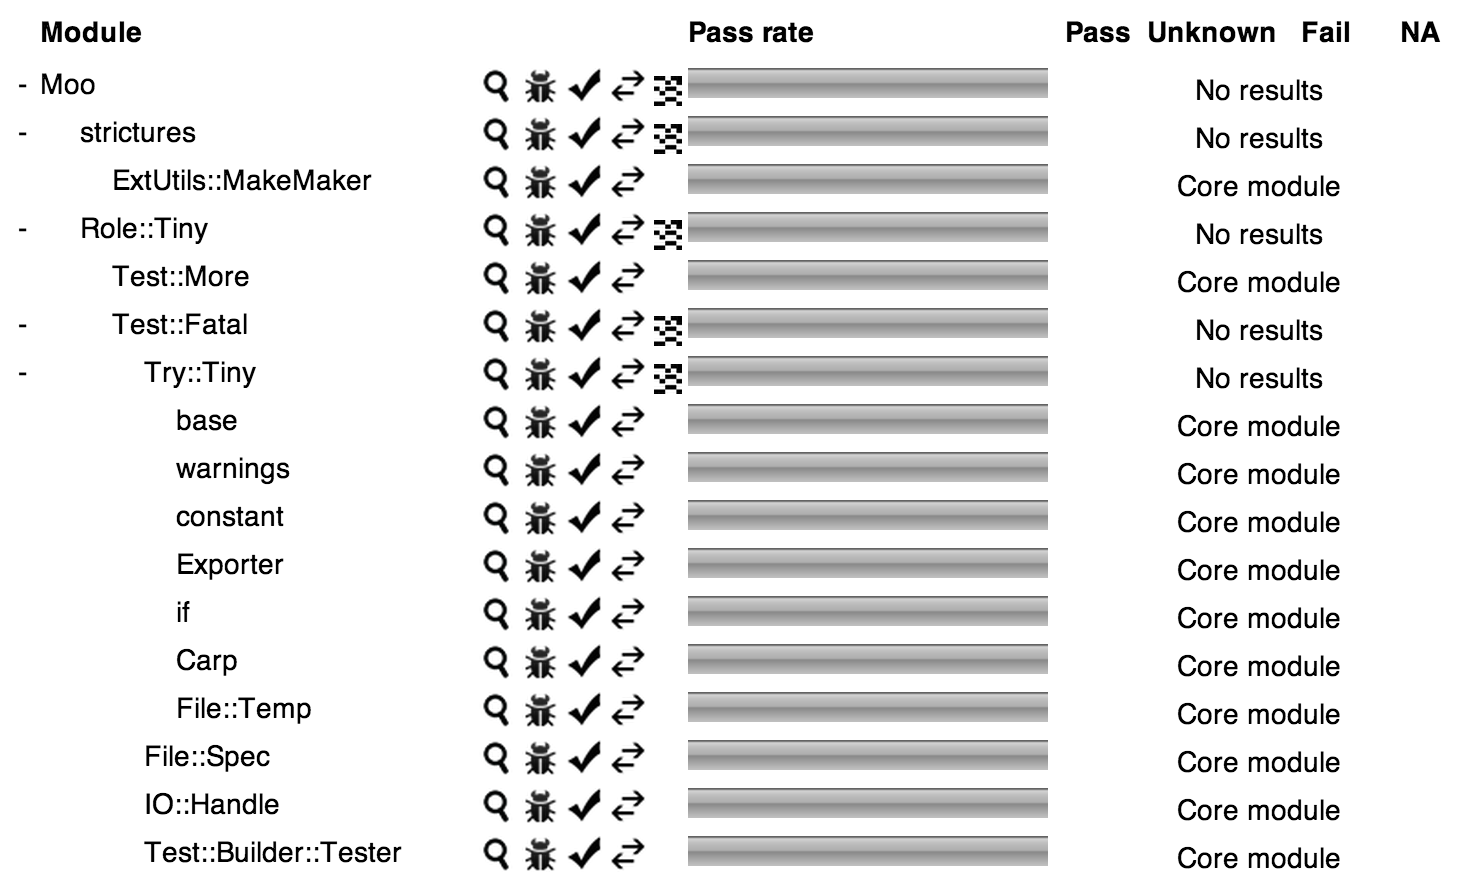 Module Pass rate Pass Unknown Fail NA
- Moo No results
- strictures No results
ExtUtils::MakeMaker Core module
- Role::Tiny No results
Test::More Core module
- Test::Fatal No results
- Try::Tiny No results
base Core module
warnings Core module
constant Core module
Exporter Core module
if Core module
Carp Core module
File::Temp Core module
File::Spec Core module
IO::Handle Core module
Test::Builder::Tester Core module